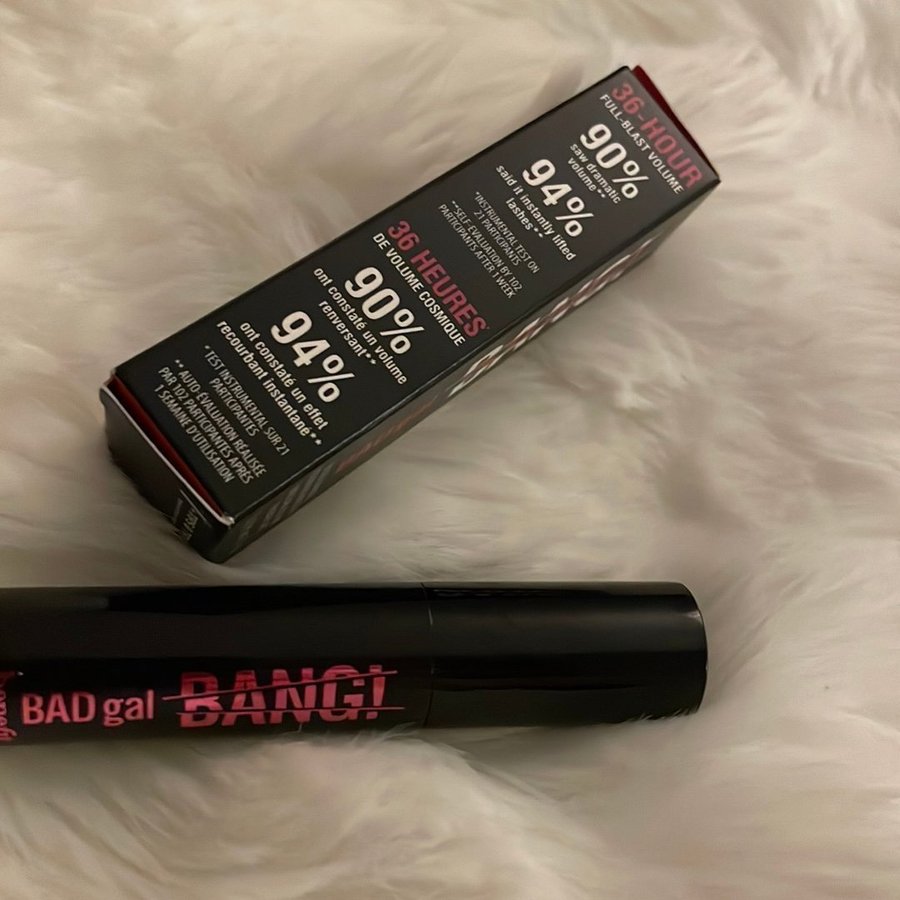 36-HOUR
FULL-BLAST VOLUME
90%
saw dramatic
volume**
94%
said it instantly lifted
lashes**
*INSTRUMENTAL TEST ON
21 PARTICIPANTS
**SELF-EVALUATION BY 102
PARTICIPANTS AFTER 1 WEEK
36 HEURES*
DE VOLUME COSMIQUE
90%
ont constaté un volume
renversant**
94%
ont constaté un effet
recourbant instantané**
*TEST INSTRUMENTAL SUR 21
PARTICIPANTES
**AUTO-ÉVALUATION RÉALISÉE
PAR 102 PARTICIPANTES APRÈS
1 SEMAINE D'UTILISATION
BAD gal BANG!